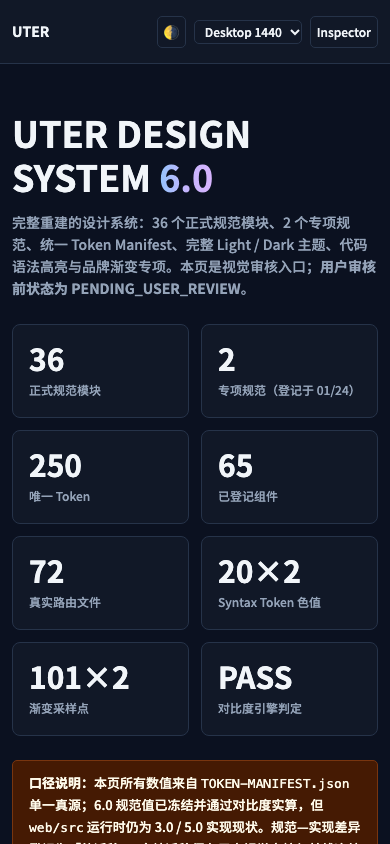 UTER
Desktop 1440
Inspector
UTER DESIGN
SYSTEM 6.0
完整重建的设计系统：36 个正式规范模块、2 个专项规
范、统一 Token Manifest、完整 Light / Dark 主题、代码
语法高亮与品牌渐变专项。本页是视觉审核入口；用户审核
前状态为 PENDING_USER_REVIEW。
36
正式规范模块
2
专项规范（登记于 01/24）
250
唯一 Token
65
已登记组件
72
真实路由文件
20×2
Syntax Token 色值
101×2
渐变采样点
PASS
对比度引擎判定
口径说明：本页所有数值来自 TOKEN-MANIFEST.json
单一真源；6.0 规范值已冻结并通过对比度实算，但
web/src 运行时仍为 3.0 / 5.0 实现现状。规范—实现差异